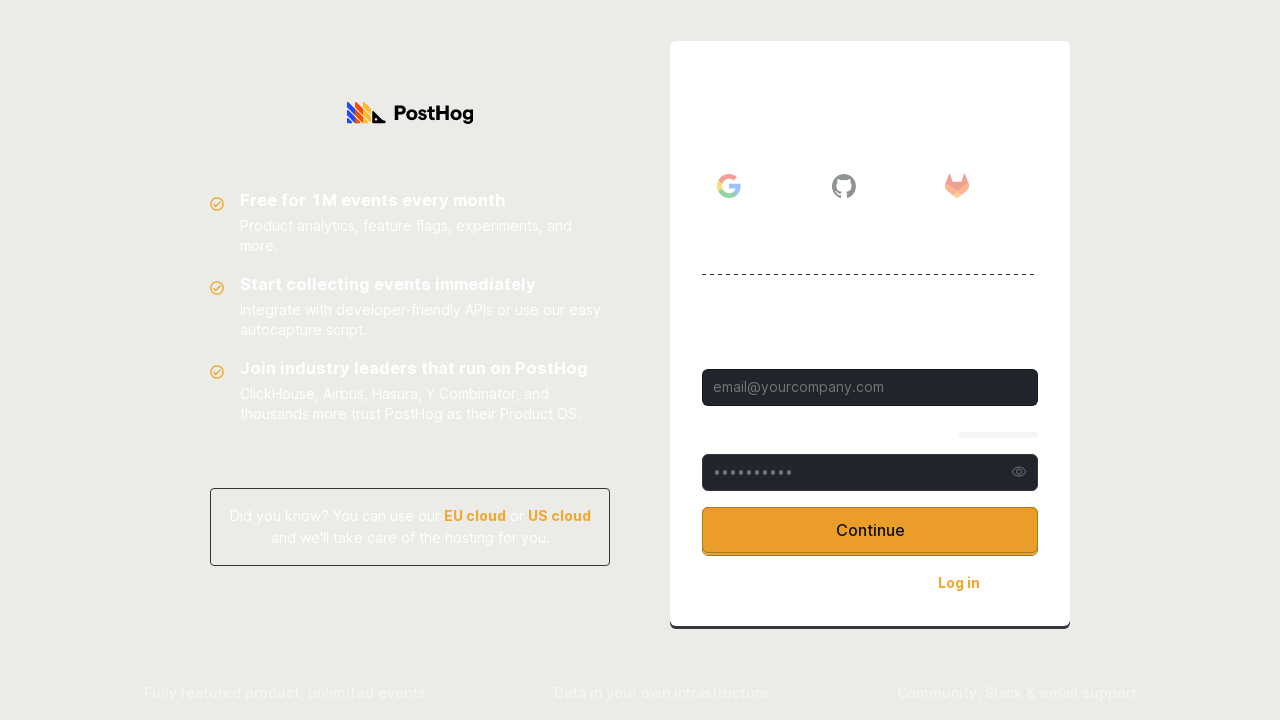 PostHog
Free for 1M events every month
Product analytics, feature flags, experiments, and
more.
Start collecting events immediately
Integrate with developer-friendly APIs or use our easy
autocapture script.
Join industry leaders that run on PostHog
ClickHouse, Airbus, Hasura, Y Combinator, and
thousands more trust PostHog as their Product OS.
Did you know? You can use our EU cloud or US cloud
and we'll take care of the hosting for you.
email@yourcompany.com
••••••••••
Continue
Log in
Fully featured product, unlimited events
Data in your own infrastructure
Community, Slack & email support